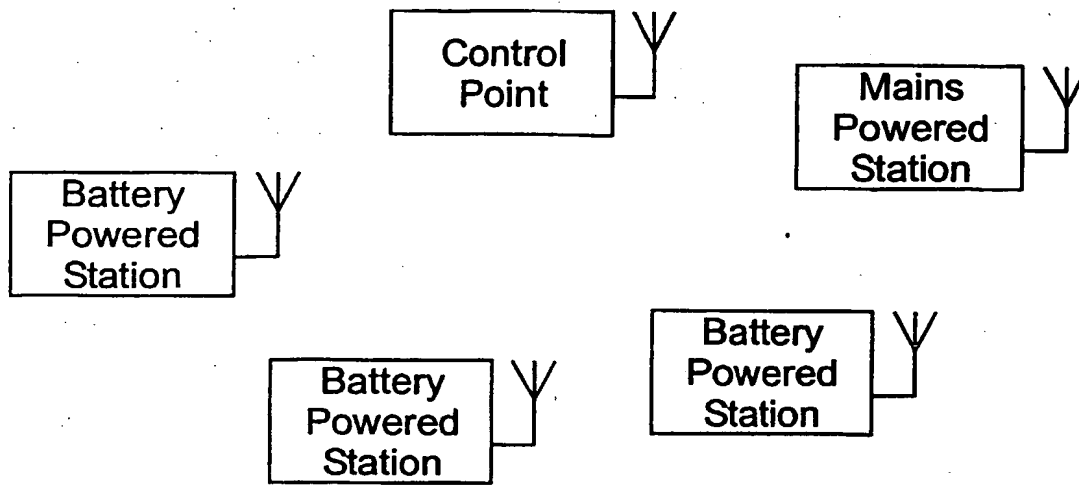 Control
Point
Mains
Powered
Station
Battery
Powered
Station
Battery
Powered
Station
Battery
Powered
Station